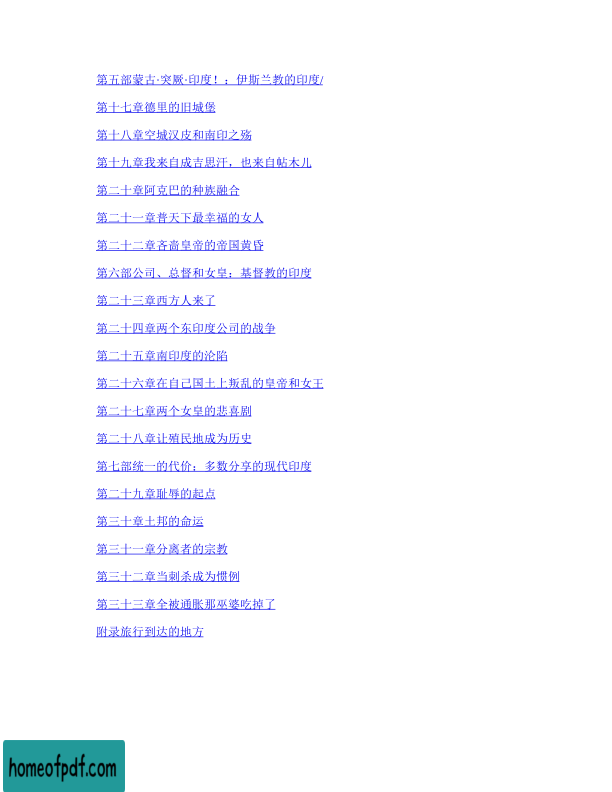 第五部蒙古·突厥·印度！：伊斯兰教的印度/
第十七章德里的旧城堡
第十八章空城汉皮和南印之殇
第十九章我来自成吉思汗，也来自帖木儿
第二十章阿克巴的种族融合
第二十一章普天下最幸福的女人
第二十二章吝啬皇帝的帝国黄昏
第六部公司、总督和女皇：基督教的印度
第二十三章西方人来了
第二十四章两个东印度公司的战争
第二十五章南印度的沦陷
第二十六章在自己国土上叛乱的皇帝和女王
第二十七章两个女皇的悲喜剧
第二十八章让殖民地成为历史
第七部统一的代价：多数分享的现代印度
第二十九章耻辱的起点
第三十章土邦的命运
第三十一章分离者的宗教
第三十二章当刺杀成为惯例
第三十三章全被通胀那巫婆吃掉了
附录旅行到达的地方
homeofpdf.com